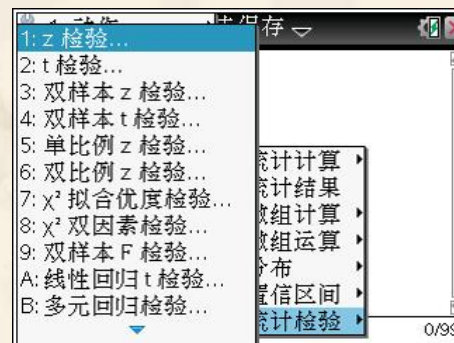 1: 动作
未保存
1: z 检验...
2: t 检验...
3: 双样本 z 检验...
4: 双样本 t 检验...
5: 单比例 z 检验...
6: 双比例 z 检验...
7: χ² 拟合优度检验...
8: χ² 双因素检验...
9: 双样本 F 检验...
A: 线性回归 t 检验...
B: 多元回归检验...
统计计算
统计结果
数组计算
数组运算
分布
置信区间
统计检验
0/99